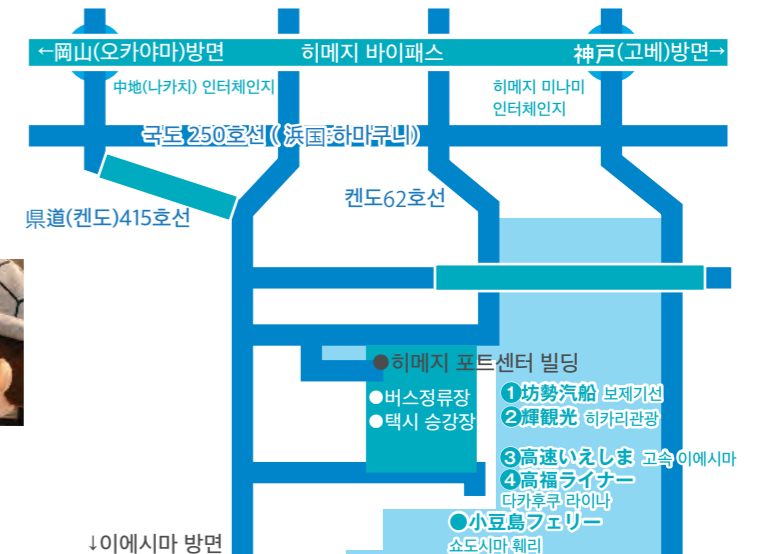 ←岡山(오카야마)방면 히메지 바이패스 神戸(고베)방면→
中地(나카치) 인터체인지
히메지 미나미
인터체인지
국도 250호선 ( 浜国:하마쿠니)
켄도62호선
県道(켄도)415호선
●히메지 포트센터 빌딩
●버스정류장
●택시 승강장
❶坊勢汽船 보제기선
❷輝観光 히카리관광
❸高速いえしま 고속 이에시마
❹高福ライナー
다카후쿠 라이나
●小豆島フェリー
쇼도시마 훼리
↓이에시마 방면